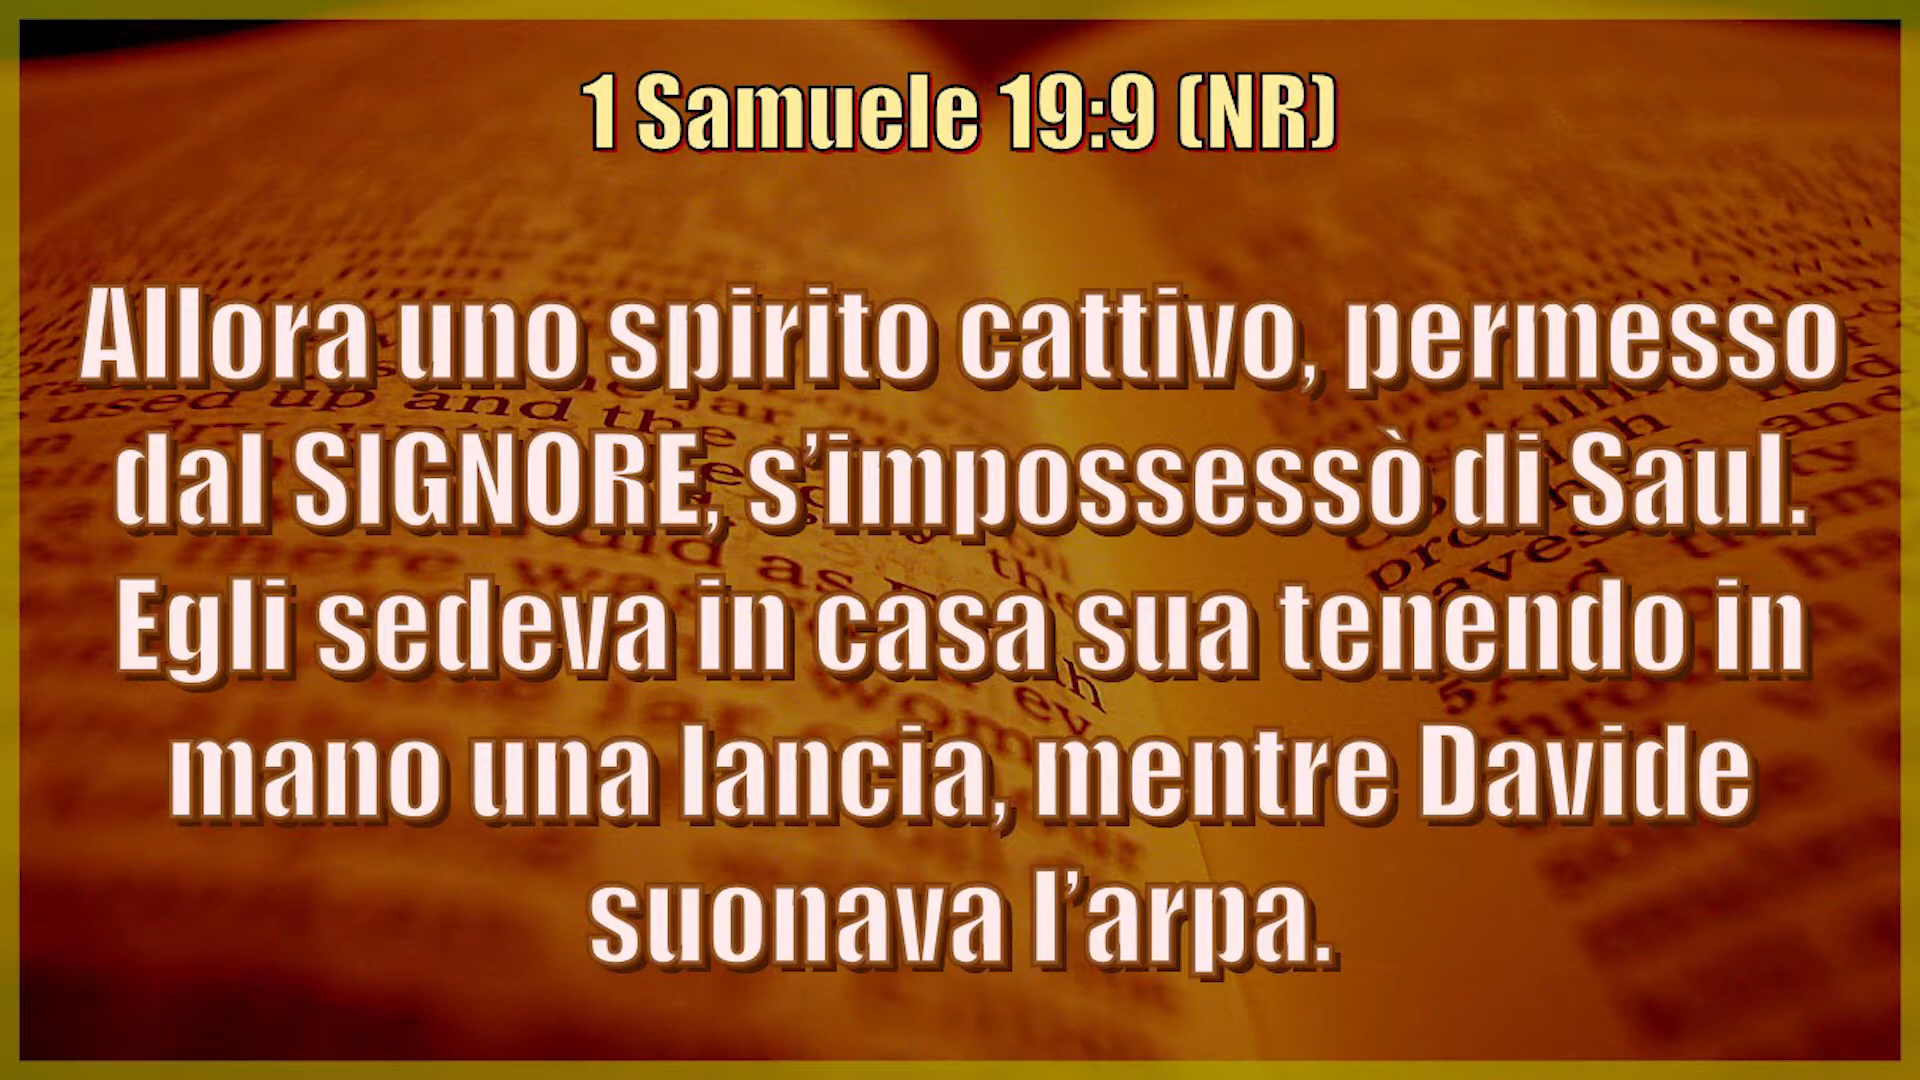 1 Samuele 19:9 (NR)
Allora uno spirito cattivo, permesso
dal SIGNORE, s’impossessò di Saul.
Egli sedeva in casa sua tenendo in
mano una lancia, mentre Davide
suonava l’arpa.